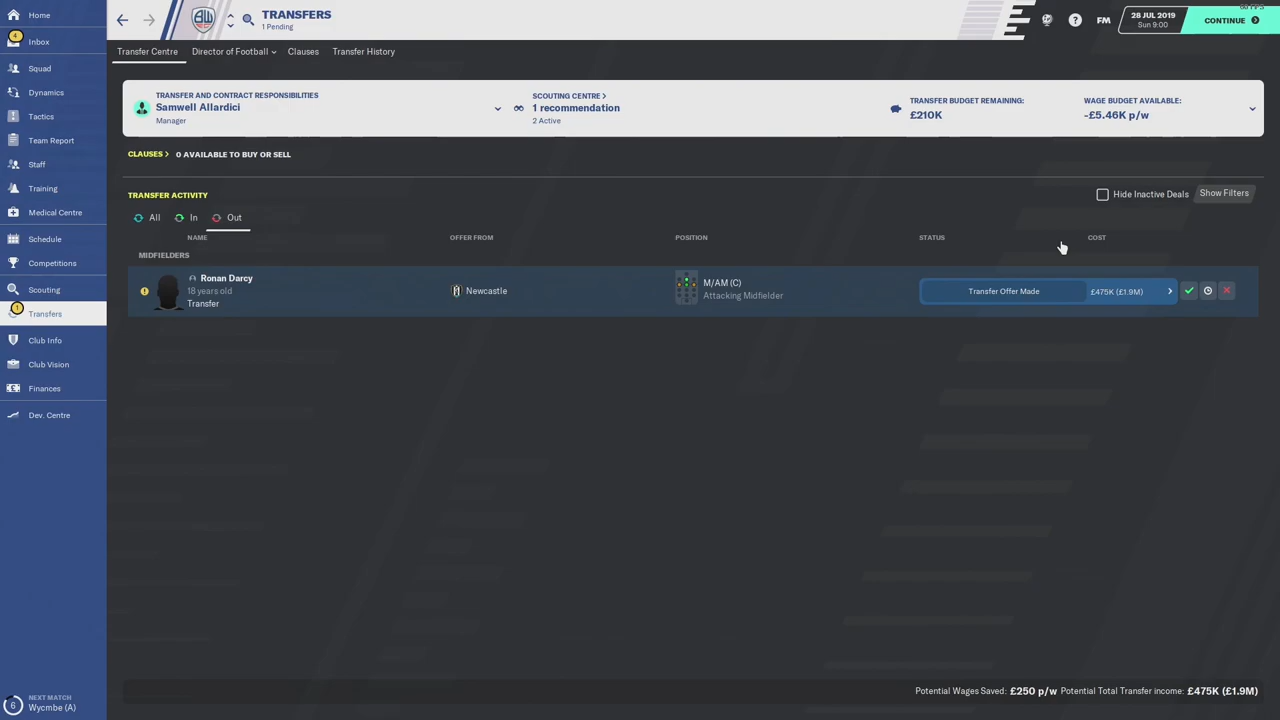 Home
4
Inbox
Squad
Dynamics
Tactics
Team Report
Staff
Training
Medical Centre
Schedule
Competitions
Scouting
1
Transfers
Club Info
Club Vision
Finances
Dev. Centre
6
NEXT MATCH
Wycombe (A)
TRANSFERS
1 Pending
?
FM
28 JUL 2019
Sun 9:00
60 FPS
CONTINUE
Transfer Centre
Director of Football
Clauses
Transfer History
TRANSFER AND CONTRACT RESPONSIBILITIES
Samwell Allardici
Manager
SCOUTING CENTRE >
1 recommendation
2 Active
TRANSFER BUDGET REMAINING:
£210K
WAGE BUDGET AVAILABLE:
-£5.46K p/w
CLAUSES > 0 AVAILABLE TO BUY OR SELL
TRANSFER ACTIVITY
Hide Inactive Deals
Show Filters
All
In
Out
NAME
OFFER FROM
POSITION
STATUS
COST
MIDFIELDERS
Ronan Darcy
18 years old
Transfer
Newcastle
M/AM (C)
Attacking Midfielder
Transfer Offer Made
£475K (£1.9M)
Potential Wages Saved: £250 p/w Potential Total Transfer income: £475K (£1.9M)